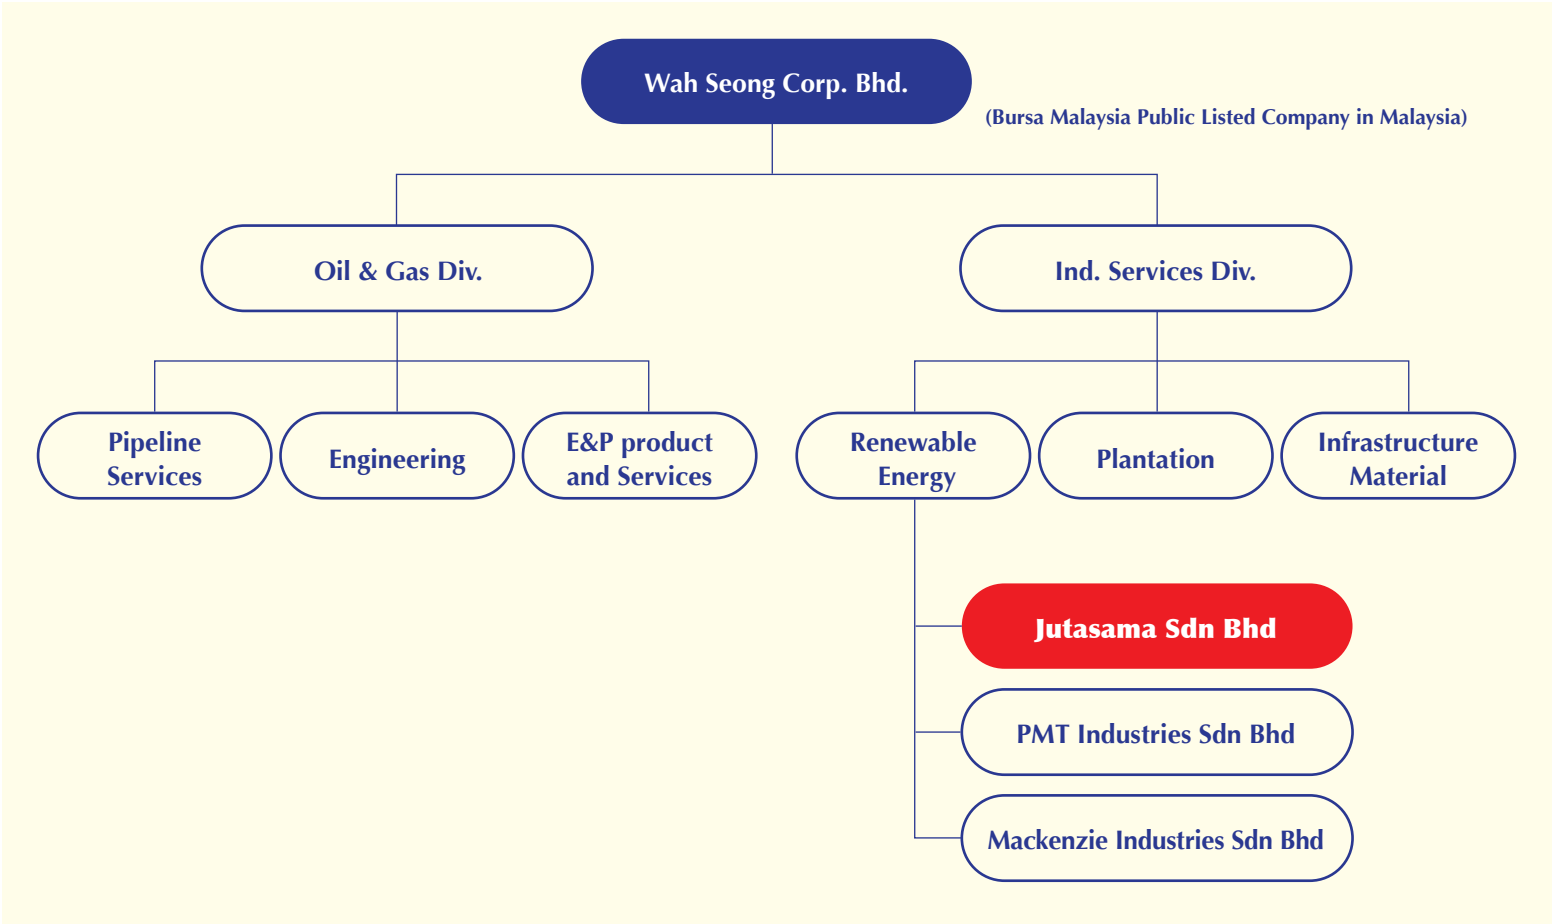 Wah Seong Corp. Bhd.
(Bursa Malaysia Public Listed Company in Malaysia)
Oil & Gas Div.
Ind. Services Div.
Pipeline
Services
Engineering
E&P product
and Services
Renewable
Energy
Plantation
Infrastructure
Material
Jutasama Sdn Bhd
PMT Industries Sdn Bhd
Mackenzie Industries Sdn Bhd